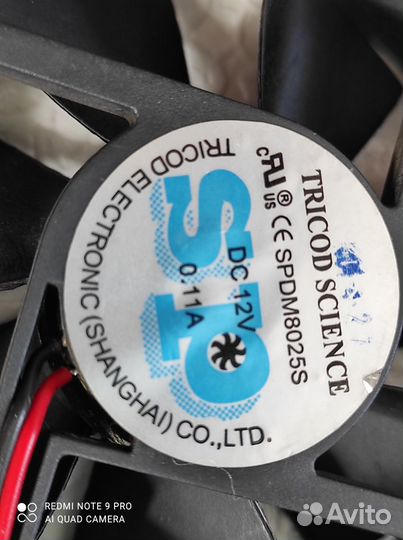 TRICOD SCIENCE
CE SPDM8025S
c UL ® US
DC 12V
0.11A
SP
TRICOD ELECTRONIC (SHANGHAI) CO.,LTD.
REDMI NOTE 9 PRO
AI QUAD CAMERA
Avito